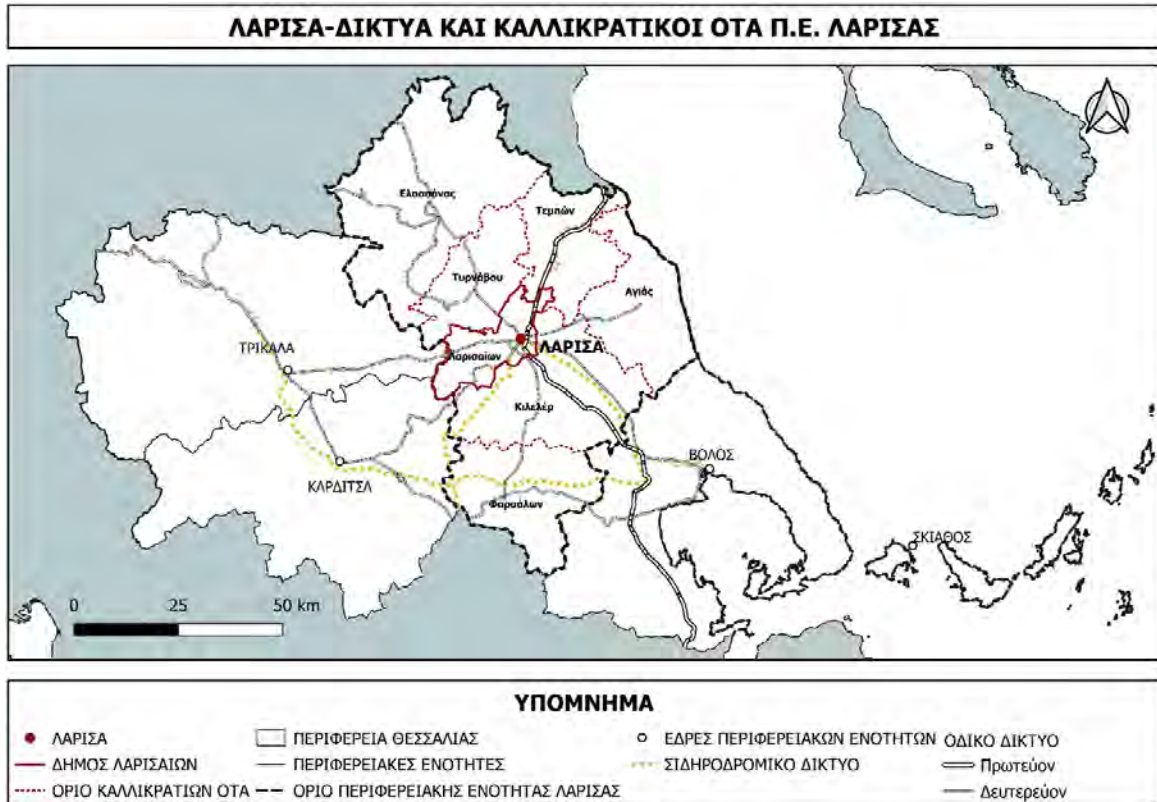 ΛΑΡΙΣΑ-ΔΙΚΤΥΑ ΚΑΙ ΚΑΛΛΙΚΡΑΤΙΚΟΙ ΟΤΑ Π.Ε. ΛΑΡΙΣΑΣ
Ελασσόνας
Τεμπών
Τυρνάβου
Αγιάς
ΤΡΙΚΑΛΑ
ΛΑΡΙΣΑ
Λαρισαίων
Κιλελέρ
ΒΟΛΟΣ
ΚΑΡΔΙΤΣΑ
Φαρσάλων
ΣΚΙΑΘΟΣ
0 25 50 km
ΥΠΟΜΝΗΜΑ
ΛΑΡΙΣΑ ΠΕΡΙΦΕΡΕΙΑ ΘΕΣΣΑΛΙΑΣ ΕΔΡΕΣ ΠΕΡΙΦΕΡΕΙΑΚΩΝ ΕΝΟΤΗΤΩΝ ΟΔΙΚΟ ΔΙΚΤΥΟ
ΔΗΜΟΣ ΛΑΡΙΣΑΙΩΝ ΠΕΡΙΦΕΡΕΙΑΚΕΣ ΕΝΟΤΗΤΕΣ ΣΙΔΗΡΟΔΡΟΜΙΚΟ ΔΙΚΤΥΟ Πρωτεύον
ΟΡΙΟ ΚΑΛΛΙΚΡΑΤΙΩΝ ΟΤΑ ΟΡΙΟ ΠΕΡΙΦΕΡΕΙΑΚΗΣ ΕΝΟΤΗΤΑΣ ΛΑΡΙΣΑΣ Δευτερεύον